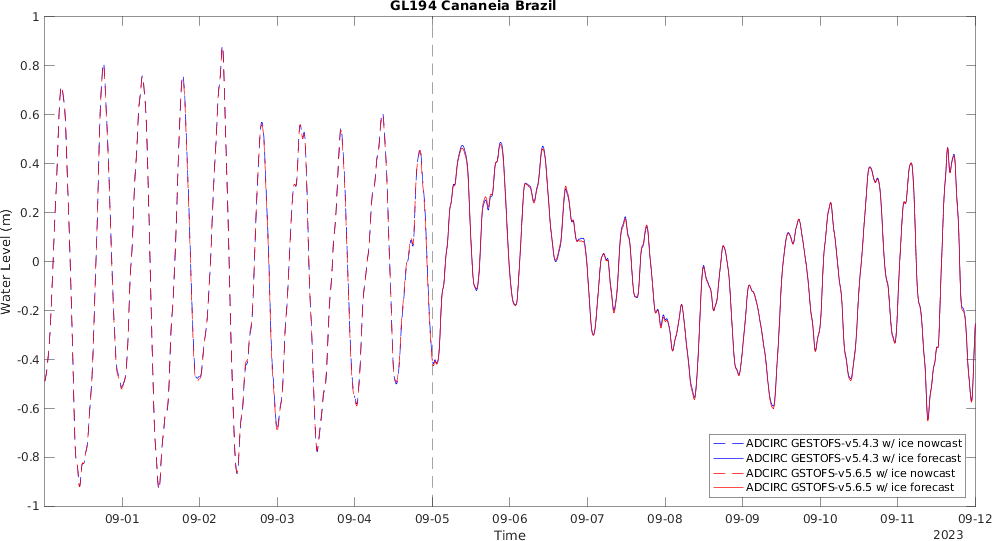 GL194 Cananeia Brazil
1
0.8
0.6
0.4
0.2
0
-0.2
-0.4
-0.6
-0.8
-1
Water Level (m)
09-01 09-02 09-03 09-04 09-05 09-06 09-07 09-08 09-09 09-10 09-11 09-12
Time
2023
ADCIRC GESTOFS-v5.4.3 w/ ice nowcast
ADCIRC GESTOFS-v5.4.3 w/ ice forecast
ADCIRC GSTOFS-v5.6.5 w/ ice nowcast
ADCIRC GSTOFS-v5.6.5 w/ ice forecast